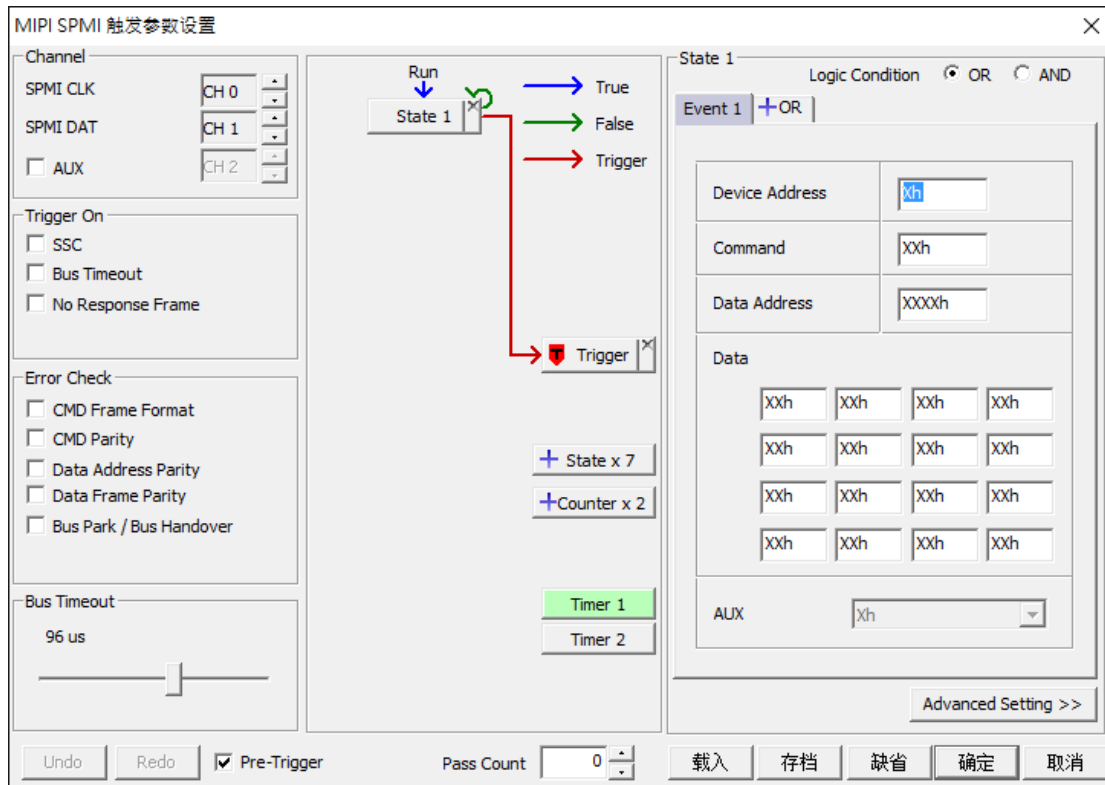 MIPI SPMI 触发参数设置
Channel
SPMI CLK CH 0
SPMI DAT CH 1
AUX CH 2
Trigger On
SSC
Bus Timeout
No Response Frame
Error Check
CMD Frame Format
CMD Parity
Data Address Parity
Data Frame Parity
Bus Park / Bus Handover
Bus Timeout
96 us
Run
State 1
True
False
Trigger
T Trigger
+ State x 7
+Counter x 2
Timer 1
Timer 2
State 1
Logic Condition OR AND
Event 1 +OR
Device Address Xh
Command XXh
Data Address XXXXh
Data
XXh XXh XXh XXh
XXh XXh XXh XXh
XXh XXh XXh XXh
XXh XXh XXh XXh
AUX Xh
Advanced Setting >>
Undo Redo Pre-Trigger Pass Count 0 载入 存档 缺省 确定 取消